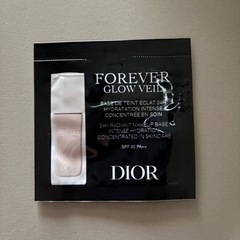 FOREVER
GLOW VEIL
BASE DE TEINT ÉCLAT 24H
HYDRATATION INTENSE
CONCENTRÉE EN SOIN
24H RADIANT MAKEUP BASE
INTENSE HYDRATION
CONCENTRATED IN SKINCARE
SPF 20 PA++
DIOR